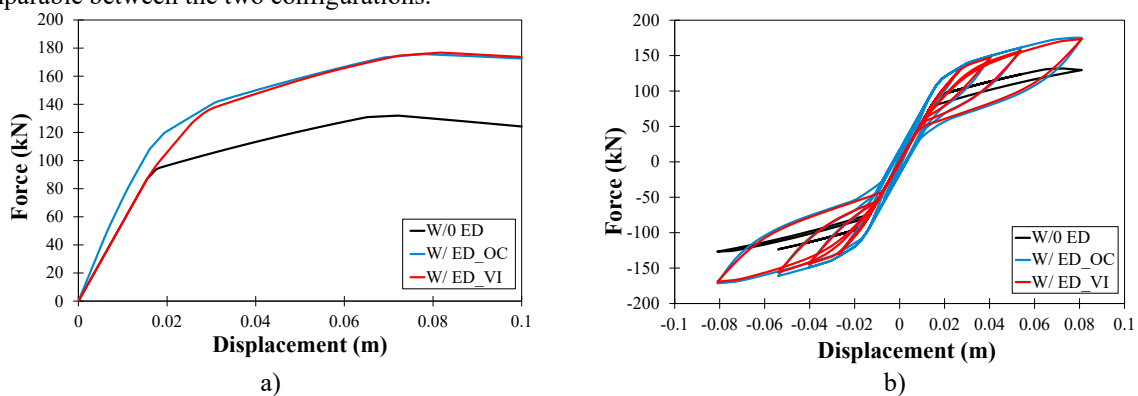 parable between the two configurations.
200
180
160
140
120
100
80
60
40
20
0
Force (kN)
0 0.02 0.04 0.06 0.08 0.1
Displacement (m)
W/0 ED
W/ ED_OC
W/ ED_VI
a)
200
150
100
50
0
-50
-100
-150
-200
Force (kN)
-0.1 -0.08 -0.06 -0.04 -0.02 0 0.02 0.04 0.06 0.08 0.1
Displacement (m)
W/0 ED
W/ ED_OC
W/ ED_VI
b)